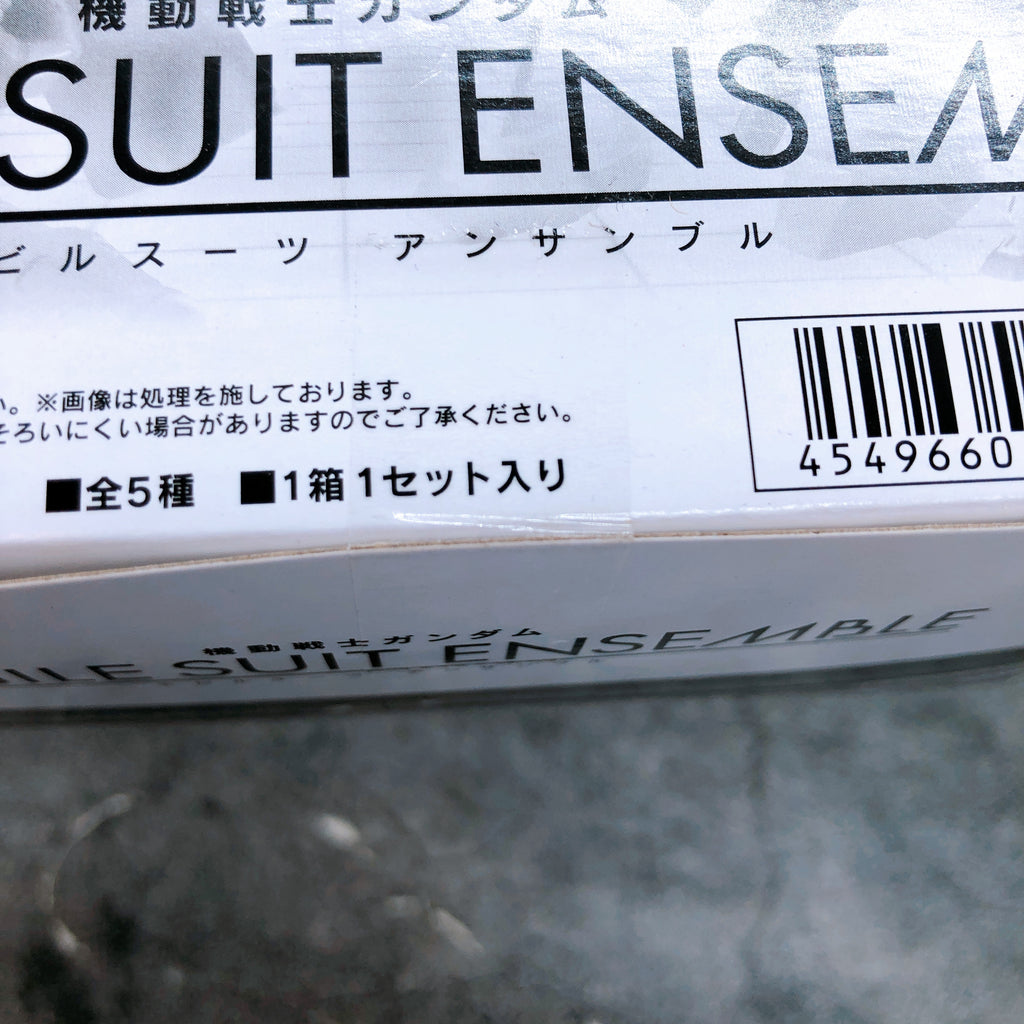 機動戦士ガンダム
SUIT ENSEM
ビルスーツ アンサンブル
い。※画像は処理を施しております。
そろいにくい場合がありますのでご了承ください。
■全5種 ■1箱1セット入り
4549660
機動戦士ガンダム
BILE SUIT ENSEMBLE